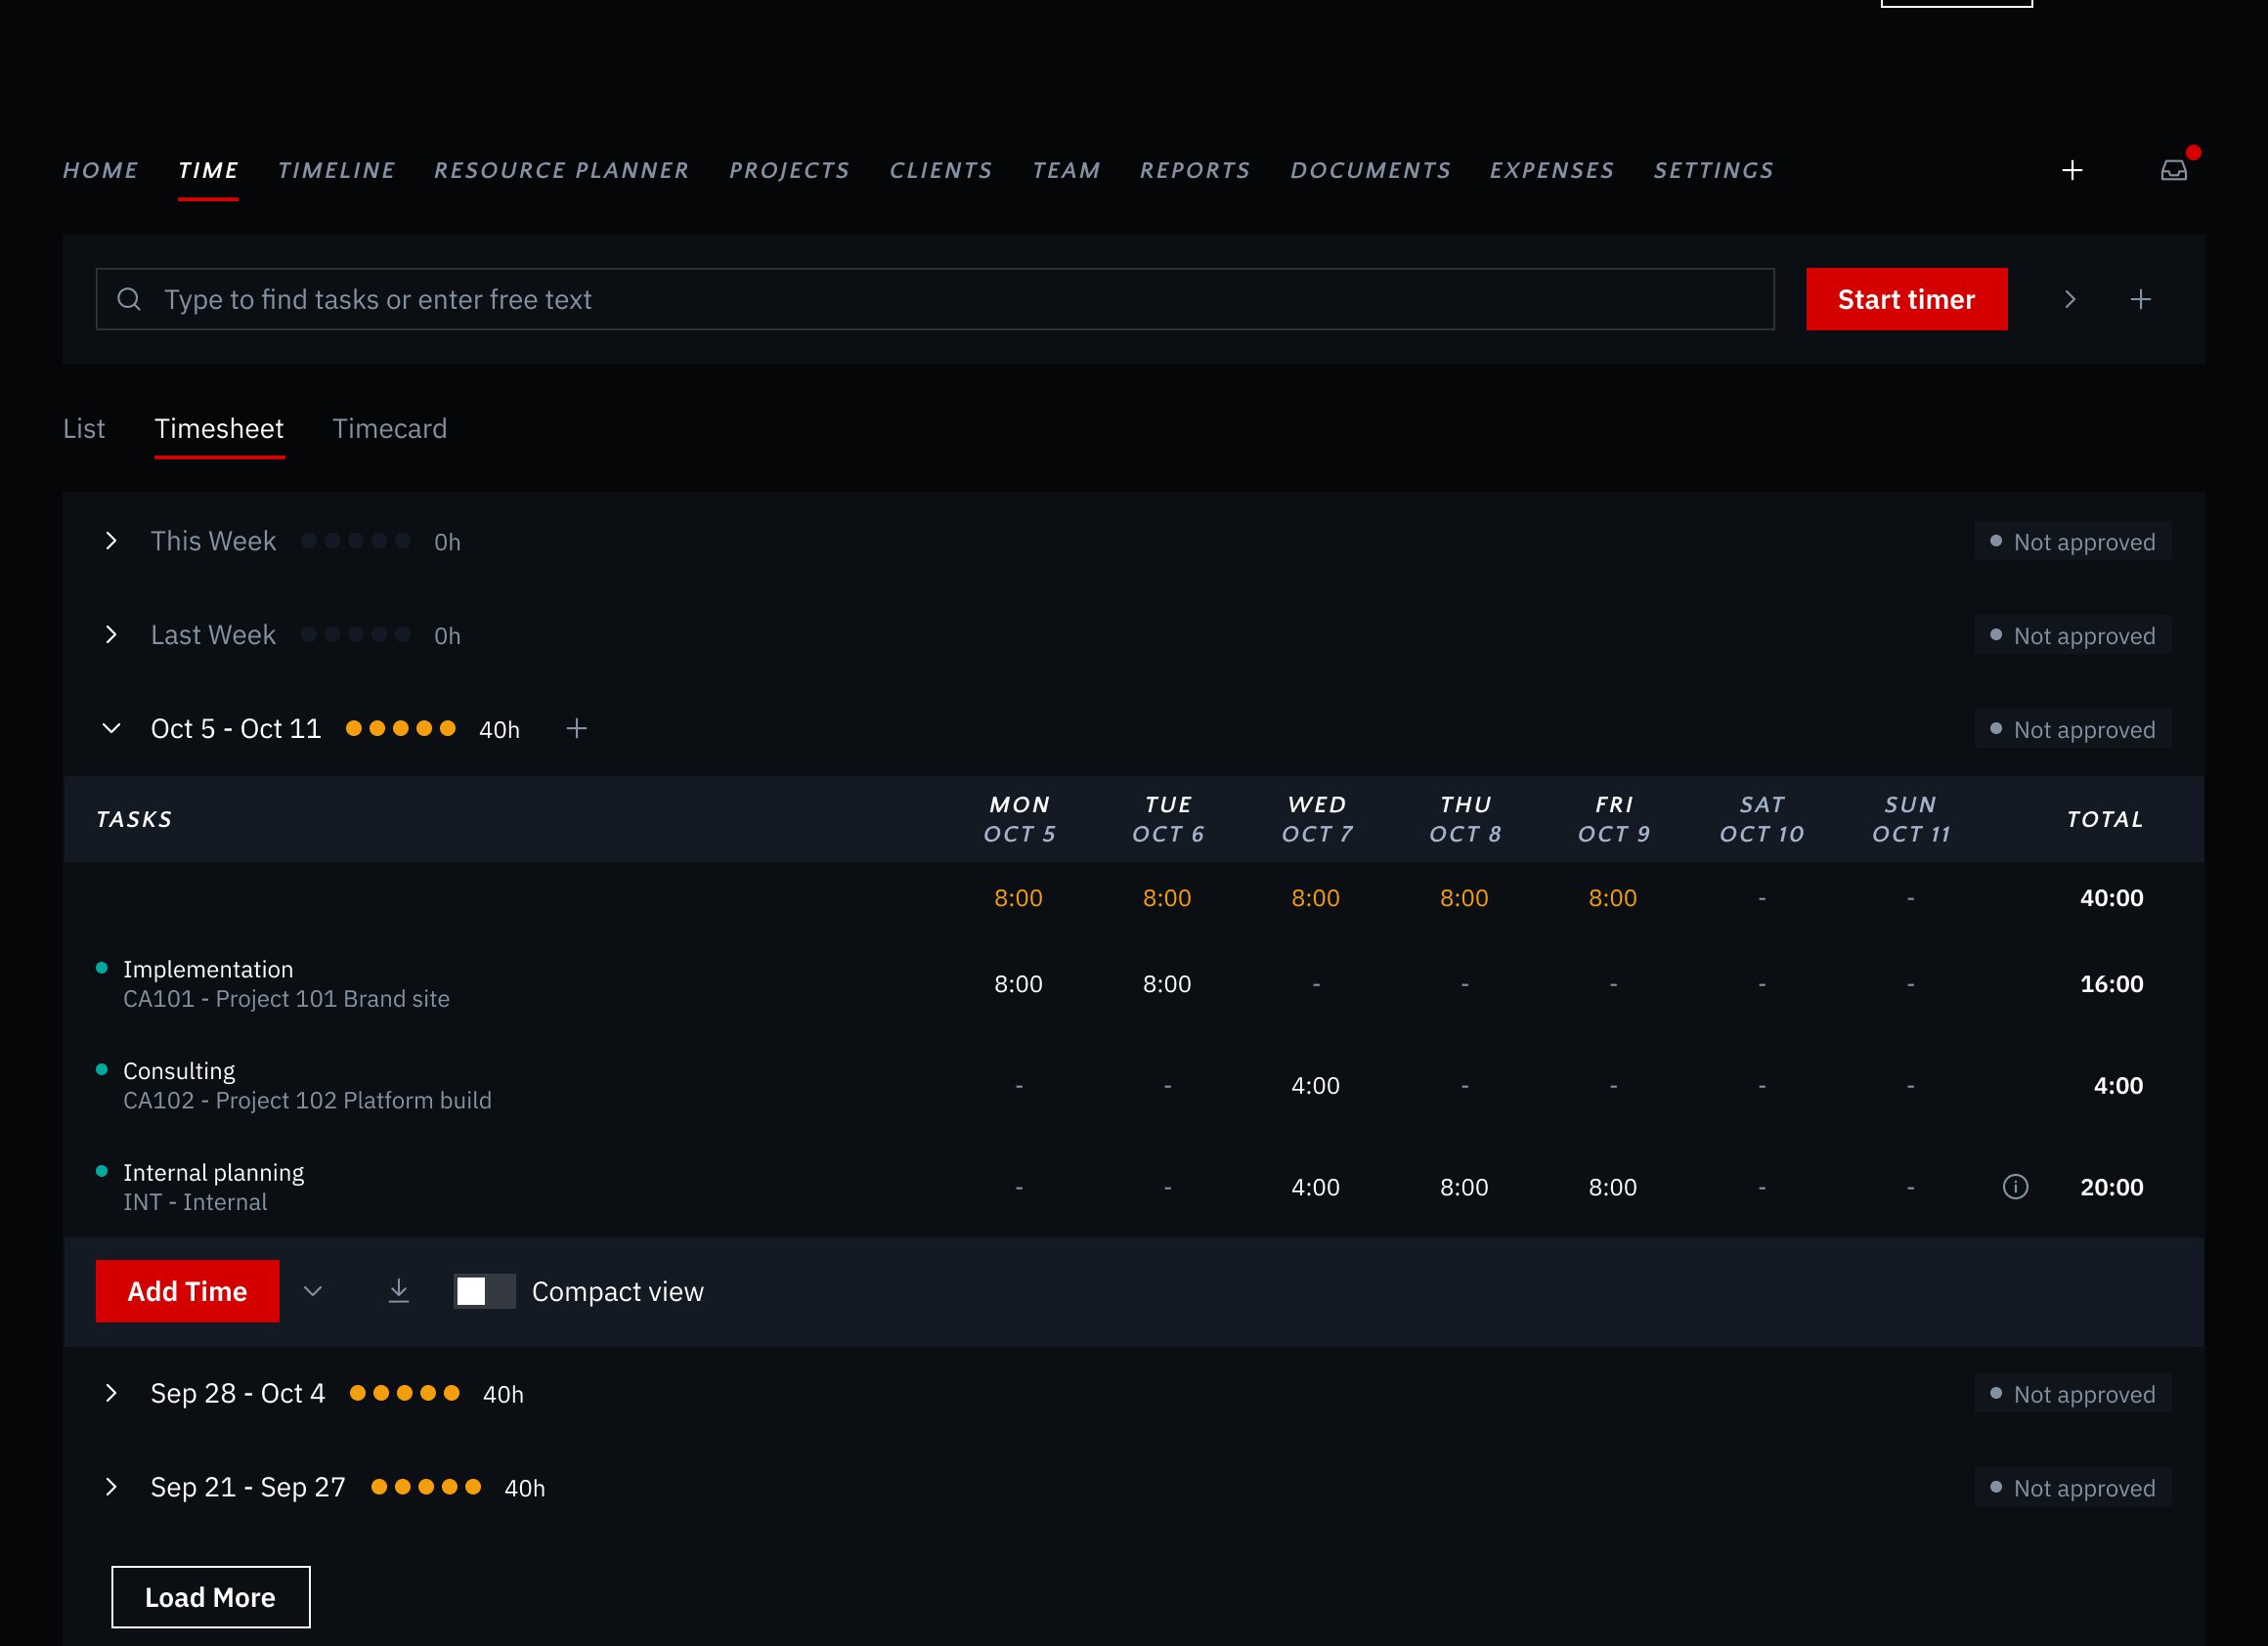 HOME TIME TIMELINE RESOURCE PLANNER PROJECTS CLIENTS TEAM REPORTS DOCUMENTS EXPENSES SETTINGS
Type to find tasks or enter free text Start timer
List Timesheet Timecard
This Week 0h Not approved
Last Week 0h Not approved
Oct 5 - Oct 11 40h Not approved
MON TUE WED THU FRI SAT SUN
TASKS TOTAL
OCT 5 OCT 6 OCT 7 OCT 8 OCT 9 OCT 10 OCT 11
8:00 8:00 8:00 8:00 8:00 - - 40:00
Implementation
8:00 8:00 - - - - - 16:00
CA101 - Project 101 Brand site
Consulting
- - 4:00 - - - - 4:00
CA102 - Project 102 Platform build
Internal planning
- - 4:00 8:00 8:00 - - 20:00
INT - Internal
Add Time Compact view
Sep 28 - Oct 4 40h Not approved
Sep 21 - Sep 27 40h Not approved
Load More